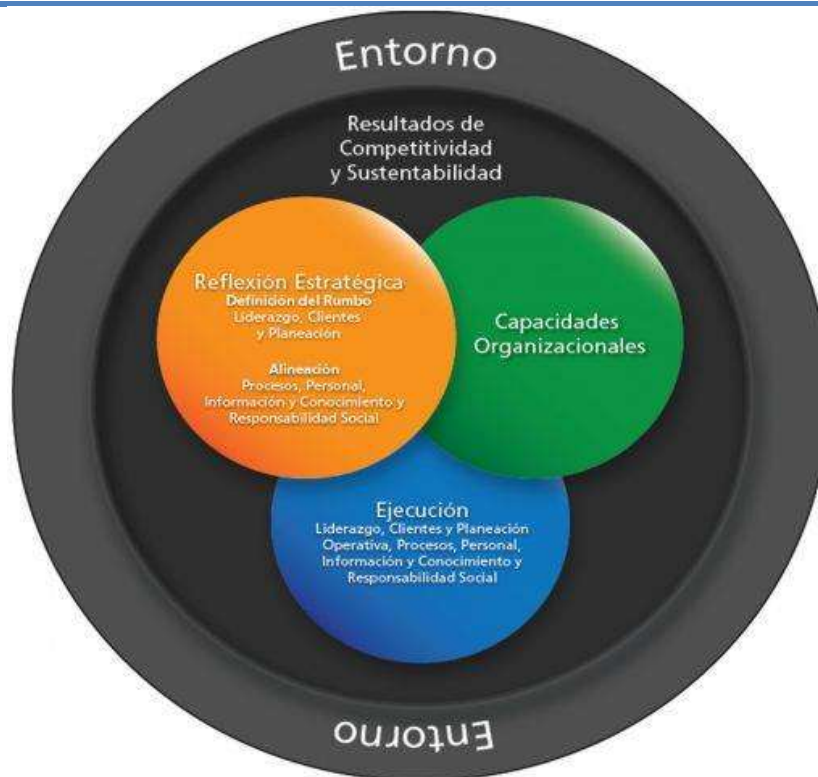 Entorno
Resultados de
Competitividad
y Sustentabilidad
Reflexión Estratégica
Definición del Rumbo
Liderazgo, Clientes
y Planeación
Alineación
Procesos, Personal,
Información y Conocimiento y
Responsabilidad Social
Capacidades
Organizacionales
Ejecución
Liderazgo, Clientes y Planeación
Operativa, Procesos, Personal,
Información y Conocimiento y
Responsabilidad Social
Entorno